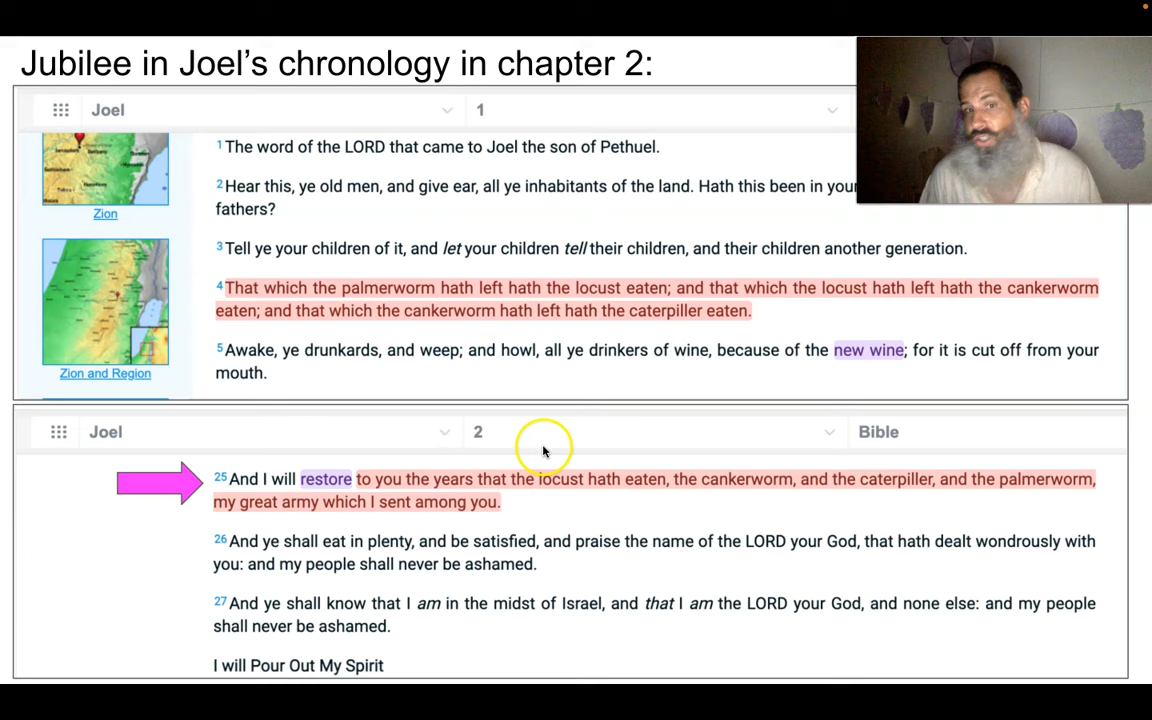 Jubilee in Joel's chronology in chapter 2:
Joel 1
Zion
Zion and Region
1 The word of the LORD that came to Joel the son of Pethuel.
2 Hear this, ye old men, and give ear, all ye inhabitants of the land. Hath this been in your
fathers?
3 Tell ye your children of it, and let your children tell their children, and their children another generation.
4 That which the palmerworm hath left hath the locust eaten; and that which the locust hath left hath the cankerworm
eaten; and that which the cankerworm hath left hath the caterpiller eaten.
5 Awake, ye drunkards, and weep; and howl, all ye drinkers of wine, because of the new wine; for it is cut off from your
mouth.
Joel 2 Bible
25 And I will restore to you the years that the locust hath eaten, the cankerworm, and the caterpiller, and the palmerworm,
my great army which I sent among you.
26 And ye shall eat in plenty, and be satisfied, and praise the name of the LORD your God, that hath dealt wondrously with
you: and my people shall never be ashamed.
27 And ye shall know that I am in the midst of Israel, and that I am the LORD your God, and none else: and my people
shall never be ashamed.
I will Pour Out My Spirit